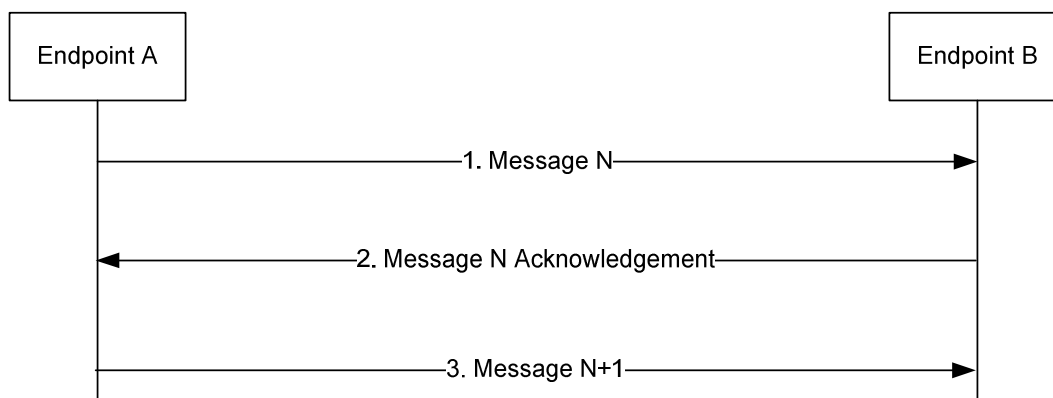 Endpoint A
Endpoint B
1. Message N
2. Message N Acknowledgement
3. Message N+1